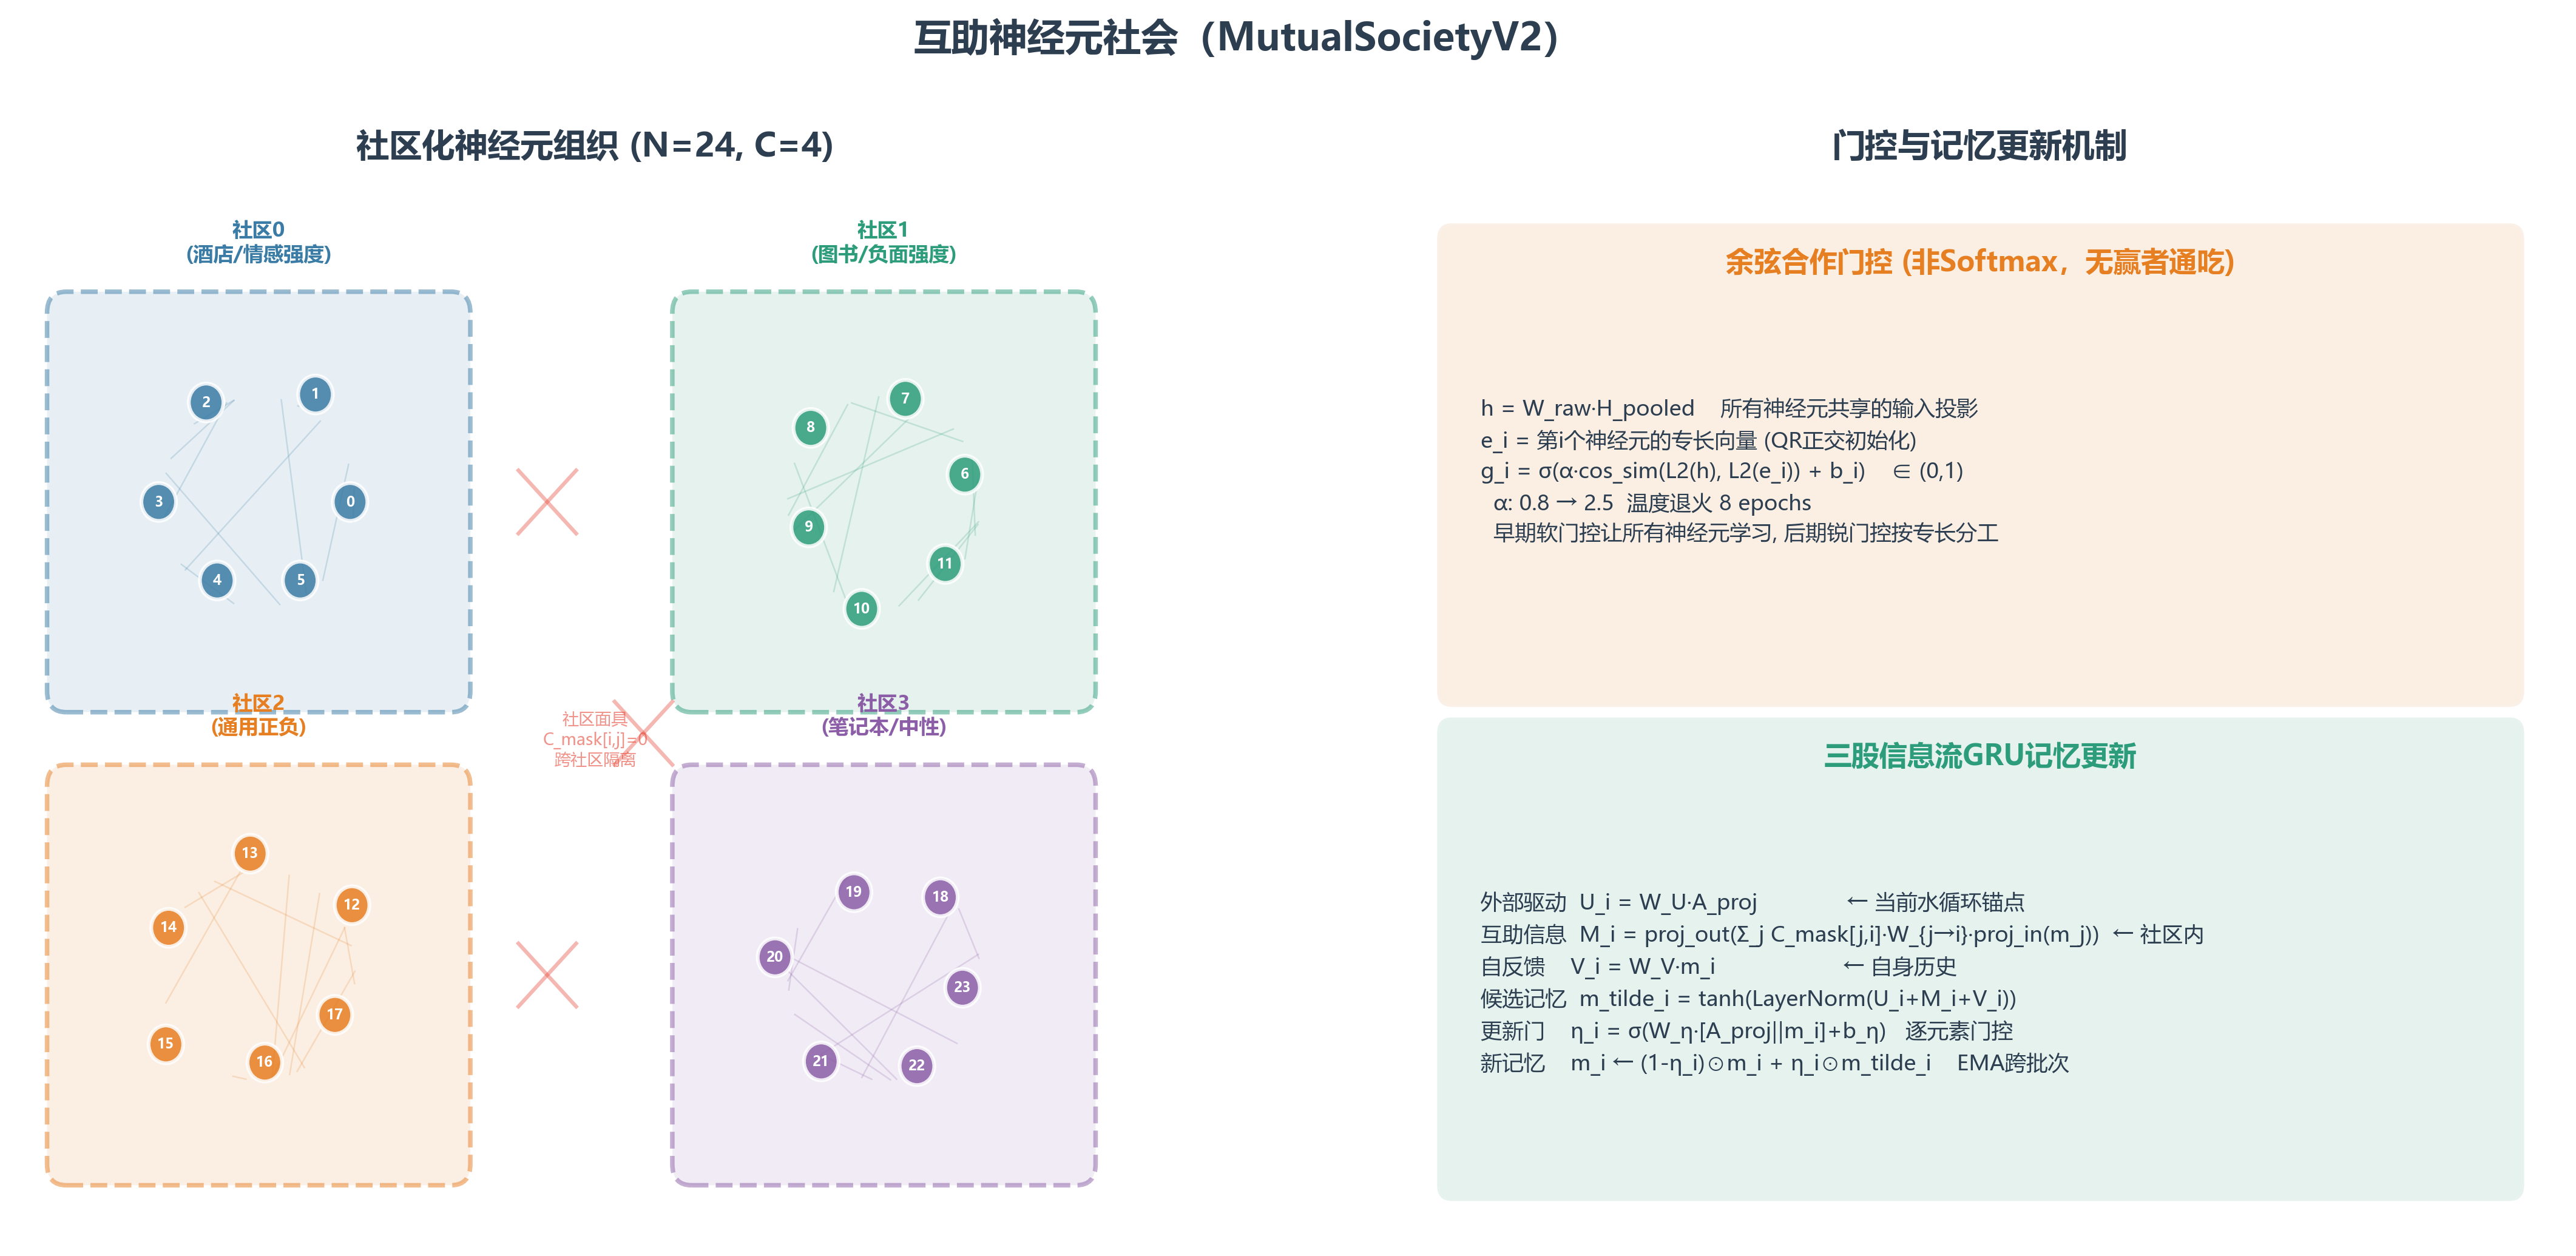 互助神经元社会（MutualSocietyV2）
社区化神经元组织 (N=24, C=4)
社区0
(酒店/情感强度)
2
1
3
0
4
5
社区1
(图书/负面强度)
7
8
6
9
11
10
社区面具
C_mask[i,j]=0
跨社区隔离
社区2
(通用正负)
13
12
14
17
15
16
社区3
(笔记本/中性)
19
18
20
23
21
22
门控与记忆更新机制
余弦合作门控 (非Softmax，无赢者通吃)
h = W_raw·H_pooled    所有神经元共享的输入投影
e_i = 第i个神经元的专长向量 (QR正交初始化)
g_i = σ(α·cos_sim(L2(h), L2(e_i)) + b_i)    ∈ (0,1)
α: 0.8 → 2.5  温度退火 8 epochs
早期软门控让所有神经元学习, 后期锐门控按专长分工
三股信息流GRU记忆更新
外部驱动  U_i = W_U·A_proj    ← 当前水循环锚点
互助信息  M_i = proj_out(Σ_j C_mask[j,i]·W_{j→i}·proj_in(m_j))  ← 社区内
自反馈    V_i = W_V·m_i    ← 自身历史
候选记忆  m_tilde_i = tanh(LayerNorm(U_i+M_i+V_i))
更新门    η_i = σ(W_η·[A_proj||m_i]+b_η)   逐元素门控
新记忆    m_i ← (1-η_i)⊙m_i + η_i⊙m_tilde_i    EMA跨批次